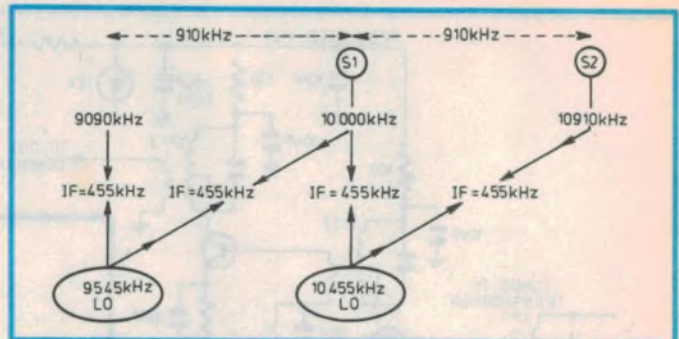 910kHz 910kHz
S1 S2
9090kHz 10 000kHz 10910kHz
IF=455kHz IF=455kHz IF=455kHz IF=455kHz
9545kHz 10 455kHz
LO LO